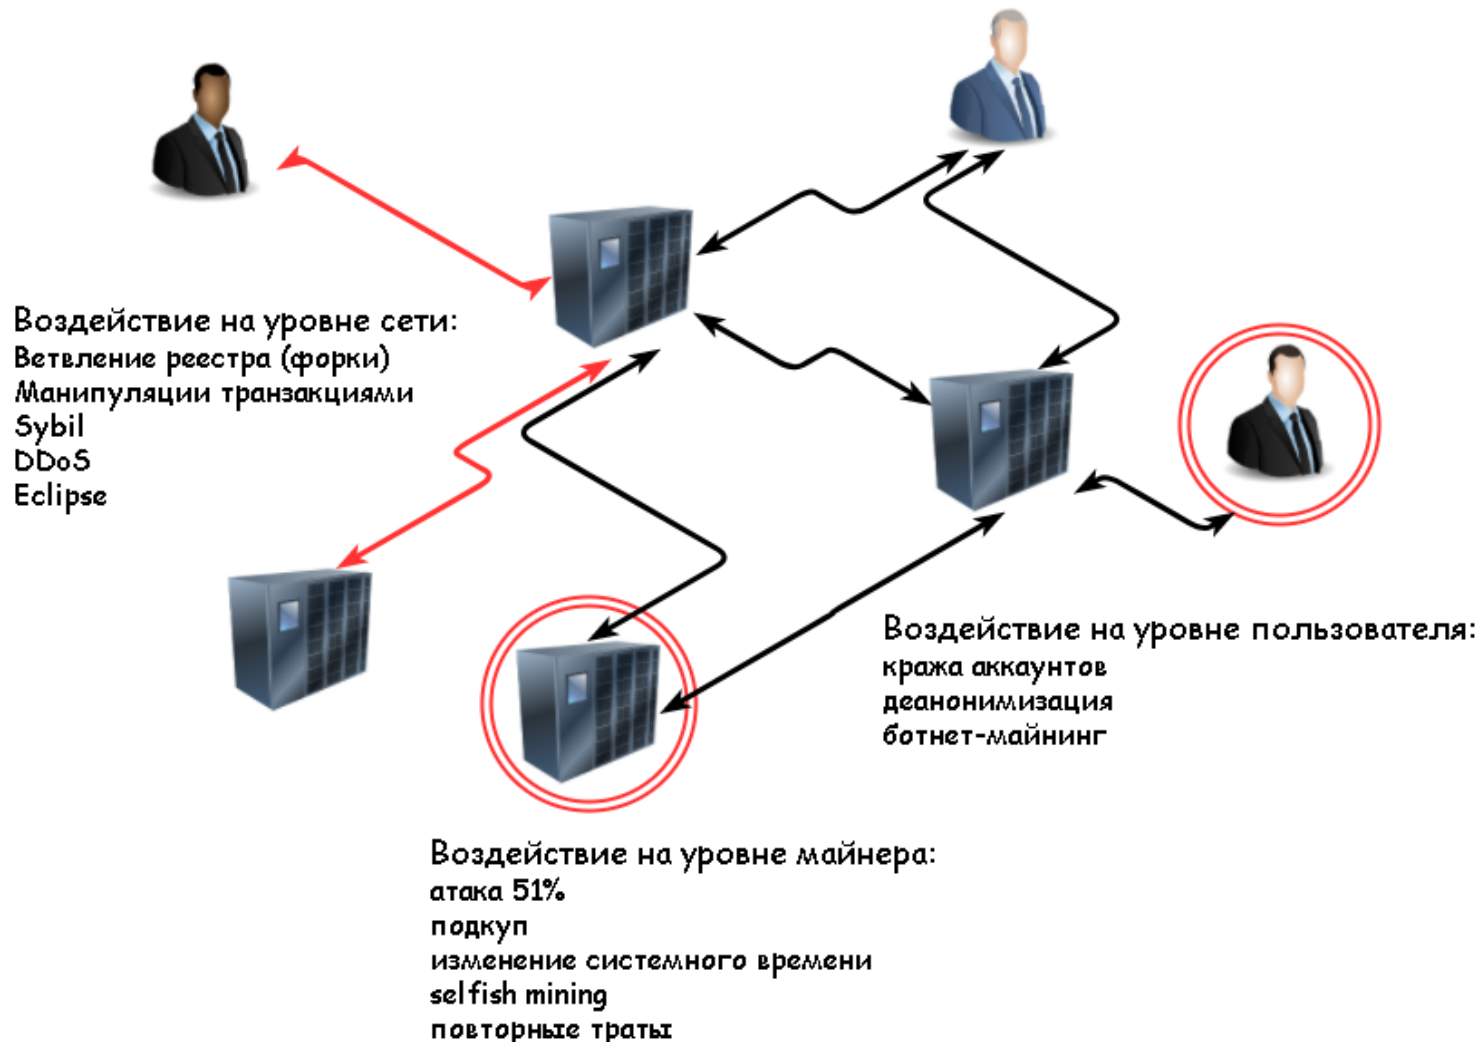 Воздействие на уровне сети:
Ветвление реестра (форки)
Манипуляции транзакциями
Sybil
DDoS
Eclipse
Воздействие на уровне пользователя:
кража аккаунтов
деанонимизация
ботнет-майнинг
Воздействие на уровне майнера:
атака 51%
подкуп
изменение системного времени
selfish mining
повторные траты